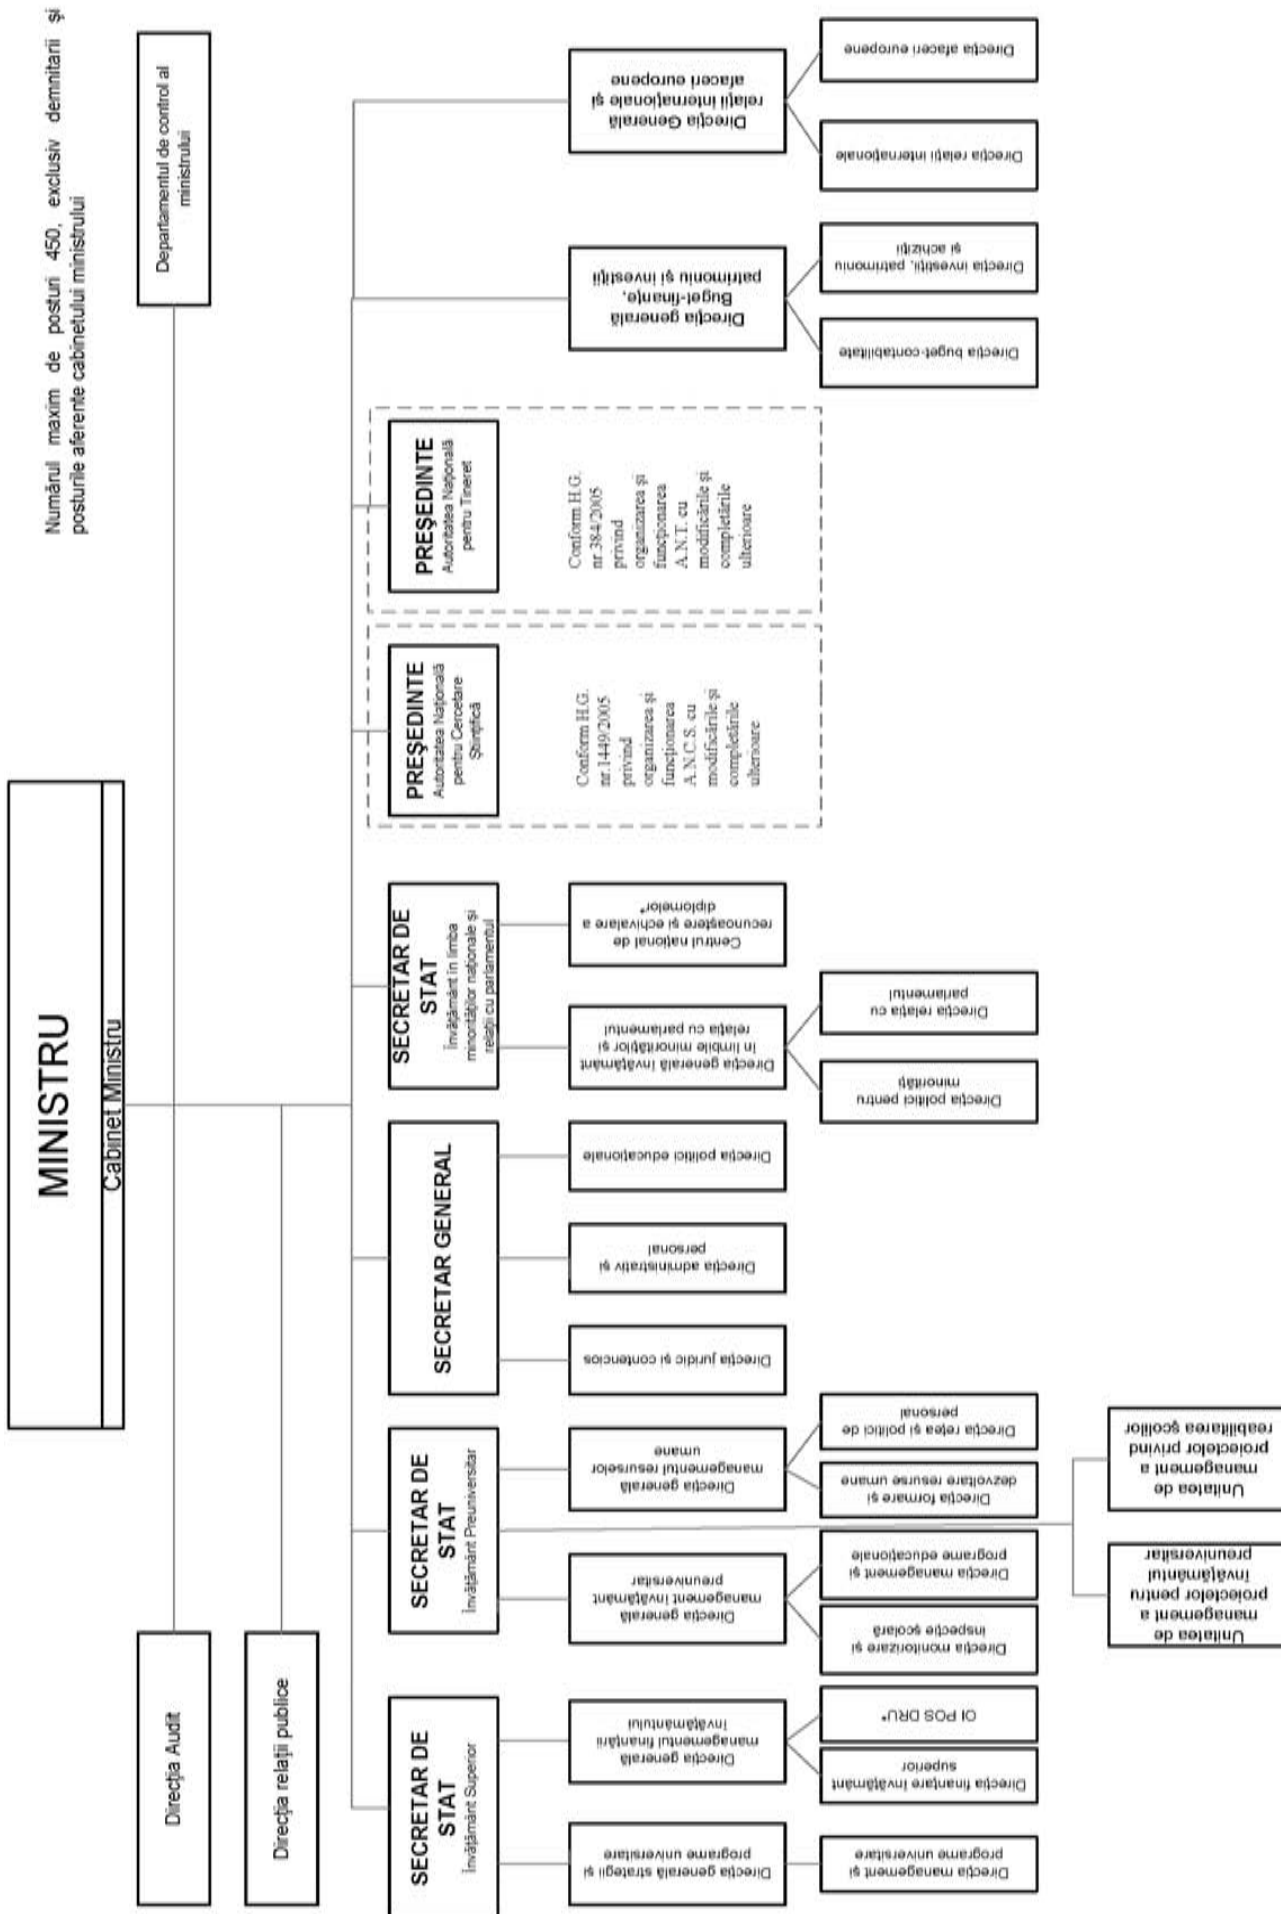 Numărul maxim de posturi 450, exclusiv demnitarii și
posturile aferente cabinetului ministrului
MINISTRU
Cabinet Ministru
Direcția Audit
Departamentul de control al
ministrului
Direcția relații publice
SECRETAR DE
STAT
Învățământ Superior
SECRETAR DE
STAT
Învățământ Preuniversitar
SECRETAR GENERAL
SECRETAR DE
STAT
Învățământ în limba
minorităților naționale și
relații cu parlamentul
PREȘEDINTE
Autoritatea Națională
pentru Cercetare
Științifică
PREȘEDINTE
Autoritatea Națională
pentru Tineret
Direcția generală strategii și
programe universitare
Direcția generală
managementul finanțării
învățământului
Direcția generală
management învățământ
preuniversitar
Direcția generală
managementul resurselor
umane
Direcția juridic și contencios
Direcția administrativ și
personal
Direcția politici educaționale
Direcția generală învățământ
în limbile minorităților și
relația cu parlamentul
Centrul național de
recunoaștere și echivalare a
diplomelor*
Conform H.G.
nr.1449/2005
privind
organizarea și
funcționarea
A.N.C.S. cu
modificările și
completările
ulterioare
Conform H.G.
nr.384/2005
privind
organizarea și
funcționarea
A.N.T. cu
modificările și
completările
ulterioare
Direcția generală
Buget-finanțe,
patrimoniu și investiții
Direcția Generală
relații internaționale și
afaceri europene
Direcția management și
programe universitare
Direcția finanțare învățământ
superior
OI POS DRU*
Direcția monitorizare și
inspecție școlară
Direcția management și
programe educaționale
Direcția formare și
dezvoltare resurse umane
Direcția rețea și politici de
personal
Direcția politici pentru
minorități
Direcția relația cu
parlamentul
Direcția buget-contabilitate
Direcția investiții, patrimoniu
și achiziții
Direcția relații internaționale
Direcția afaceri europene
Unitatea de
management a
proiectelor pentru
învățământul
preuniversitar
Unitatea de
management a
proiectelor privind
reabilitarea școlilor